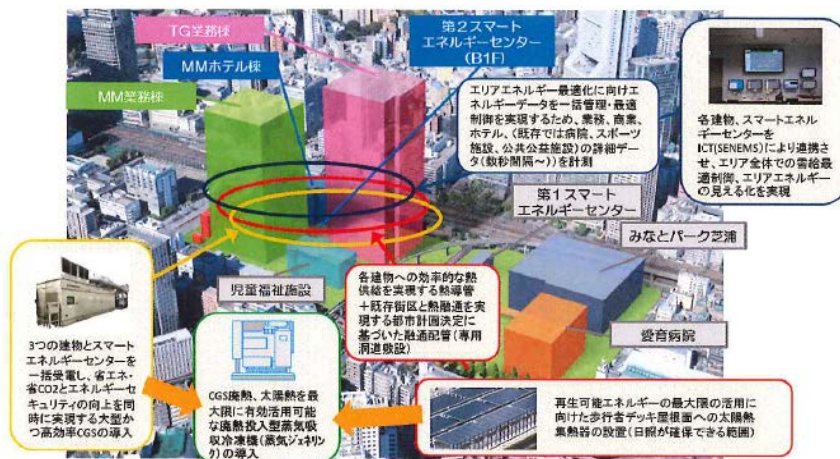 TG業務棟
MMホテル棟
MM業務棟
第2スマート
エネルギーセンター
(B1F)
エリアエネルギー最適化に向けエ
ネルギーデータを一括管理・最適
制御を実現するため、業務、商業、
ホテル、(既存では病院、スポーツ
施設、公共公益施設)の詳細デー
タ(数秒間隔~))を計測
各建物、スマートエネル
ギーセンターを
ICT(SENEMS)により連携さ
せ、エリア全体での需給最
適制御、エリアエネルギー
の見える化を実現
第1スマート
エネルギーセンター
みなとパーク芝浦
児童福祉施設
愛育病院
各建物への効率的な熱
供給を実現する熱導管
+既存街区と熱融通を実
現する都市計画決定に
基づいた融通配管(専用
洞道敷設)
3つの建物とスマート
エネルギーセンターを
一括受電し、省エネ・
省CO2とエネルギーセ
キュリティの向上を同
時に実現する大型か
つ高効率CGSの導入
CGS廃熱、太陽熱を最
大限に有効活用可能
な廃熱投入型蒸気吸
収冷凍機(蒸気ジェネリン
ク)の導入
再生可能エネルギーの最大限の活用に
向けた歩行者デッキ屋根面への太陽熱
集熱器の設置(日照が確保できる範囲)